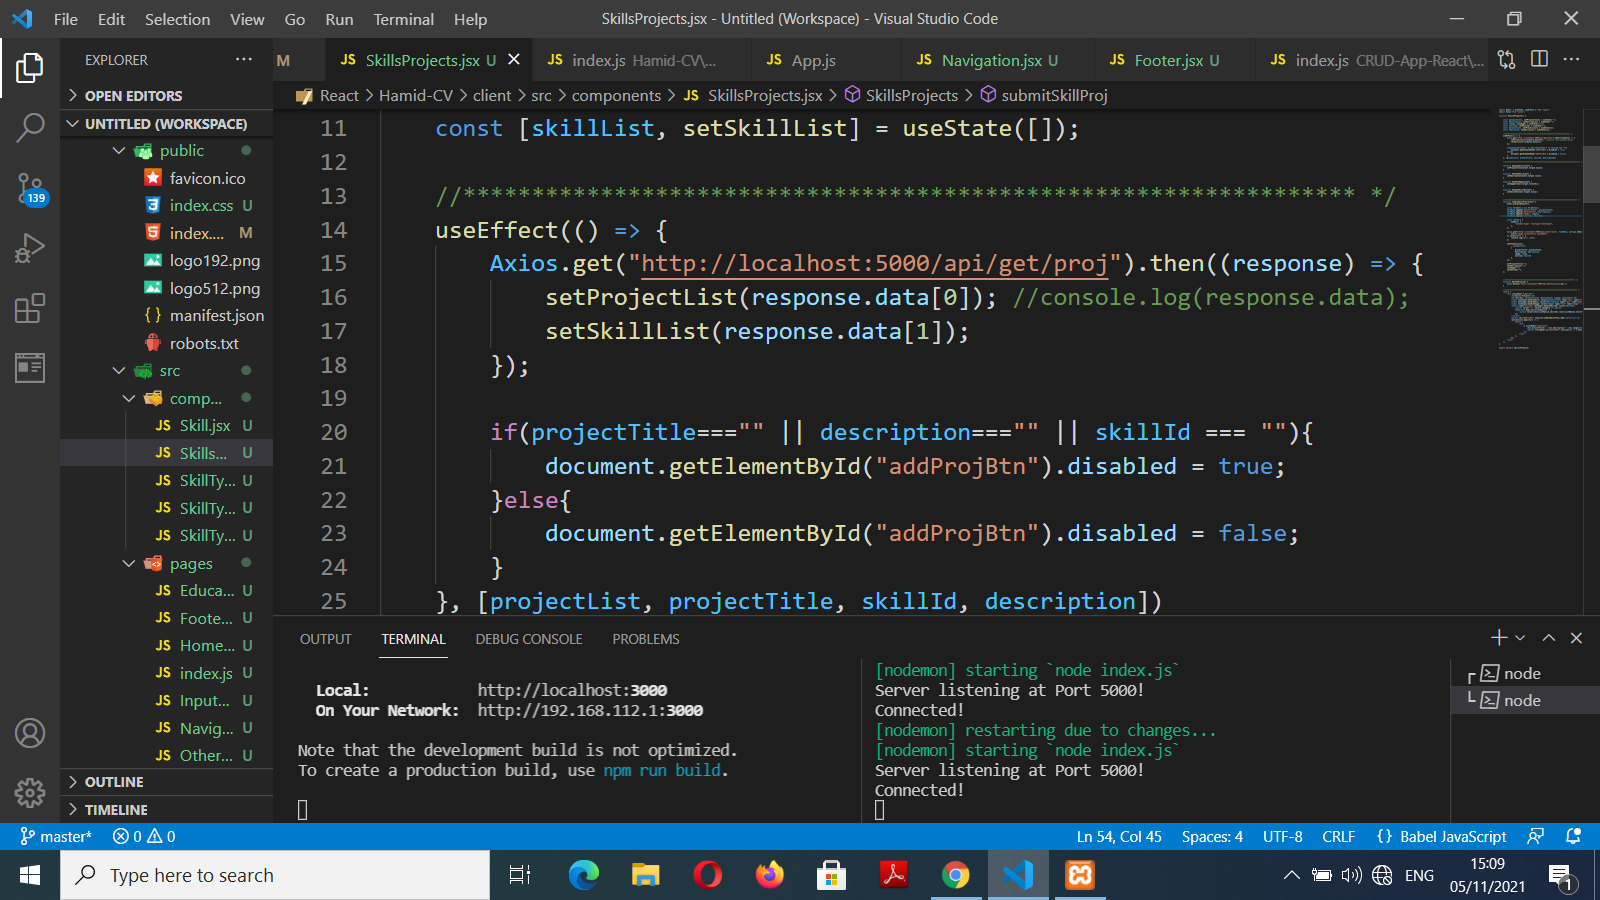 File Edit Selection View Go Run Terminal Help
SkillsProjects.jsx - Untitled (Workspace) - Visual Studio Code
EXPLORER
M
JS SkillsProjects.jsx U
JS index.js Hamid-CV\...
JS App.js
JS Navigation.jsx U
JS Footer.jsx U
JS index.js CRUD-App-React\...
React > Hamid-CV > client > src > components > JS SkillsProjects.jsx > SkillsProjects > submitSkillProj
OPEN EDITORS
UNTITLED (WORKSPACE)
public
favicon.ico
index.css U
index.... M
logo192.png
logo512.png
manifest.json
robots.txt
src
comp...
JS Skill.jsx U
JS Skills... U
JS SkillTy... U
JS SkillTy... U
JS SkillTy... U
pages
JS Educa... U
JS Foote... U
JS Home... U
JS index.js U
JS Input... U
JS Navig... U
JS Other... U
OUTLINE
TIMELINE
139
11 const [skillList, setSkillList] = useState([]);
12
13 //***************************************************************** */
14 useEffect(() => {
15 Axios.get("http://localhost:5000/api/get/proj").then((response) => {
16 setProjectList(response.data[0]); //console.log(response.data);
17 setSkillList(response.data[1]);
18 });
19
20 if(projectTitle==="" || description==="" || skillId === ""){
21 document.getElementById("addProjBtn").disabled = true;
22 }else{
23 document.getElementById("addProjBtn").disabled = false;
24 }
25 }, [projectList, projectTitle, skillId, description])
OUTPUT TERMINAL DEBUG CONSOLE PROBLEMS
Local: http://localhost:3000
On Your Network: http://192.168.112.1:3000
Note that the development build is not optimized.
To create a production build, use npm run build.
[nodemon] starting `node index.js`
Server listening at Port 5000!
Connected!
[nodemon] restarting due to changes...
[nodemon] starting `node index.js`
Server listening at Port 5000!
Connected!
node
node
master* 0 0
Ln 54, Col 45 Spaces: 4 UTF-8 CRLF {} Babel JavaScript
Type here to search
ENG
15:09
05/11/2021
1